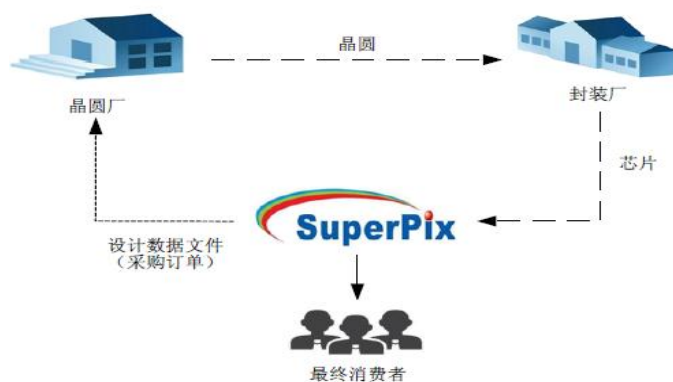 晶圆
晶圆厂
封装厂
芯片
SuperPix
设计数据文件
（采购订单）
最终消费者